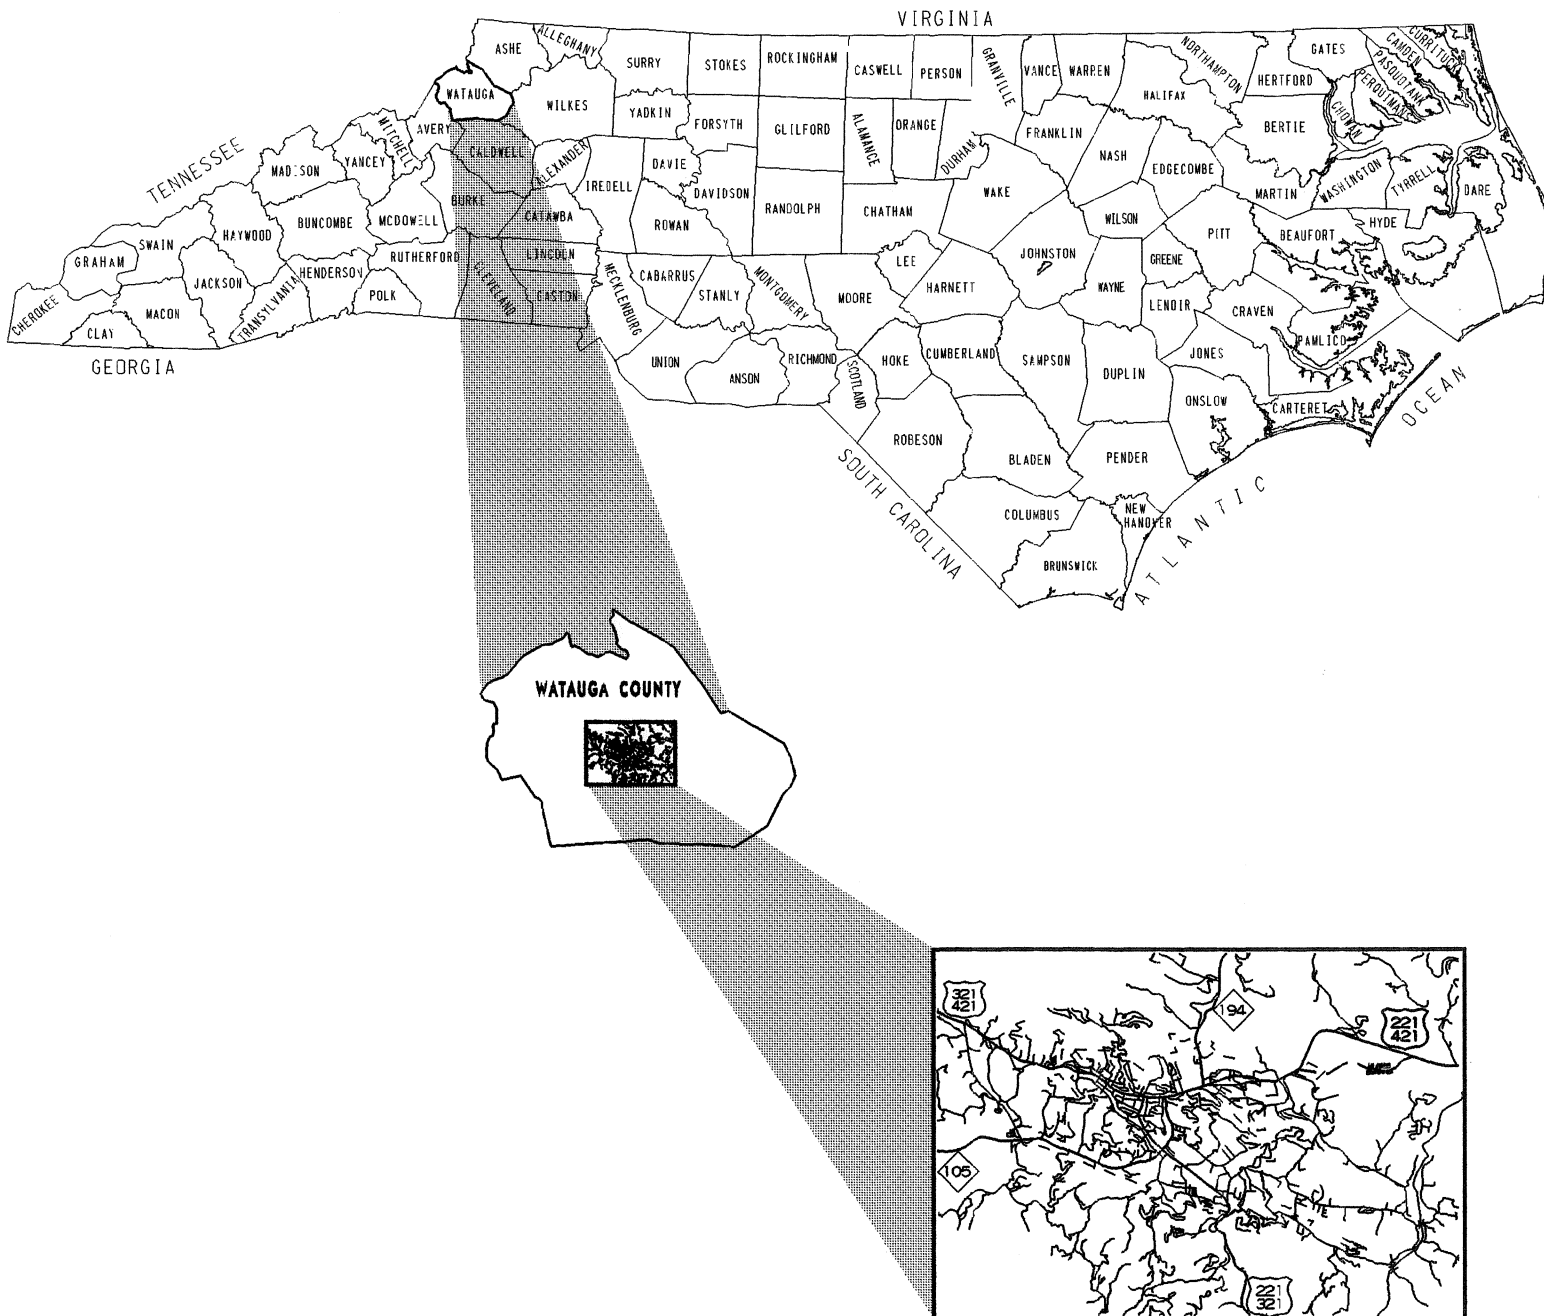 VIRGINIA
ASHE
ALLEGHANY
SURRY
STOKES
ROCKINGHAM
CASWELL
PERSON
GRANVILLE
VANCE
WARREN
NORTHAMPTON
GATES
CAMDEN
CURRITUCK
PASQUOTANK
PERQUIMANS
HERTFORD
HALIFAX
WATAUGA
WILKES
YADKIN
FORSYTH
GLILFORD
ALAMANCE
ORANGE
DURHAM
FRANKLIN
NASH
EDGECOMBE
BERTIE
CHOWAN
MITCHELL
AVERY
CALDWELL
ALEXANDER
IREDELL
DAVIE
DAVIDSON
TENNESSEE
MADISON
YANCEY
BURKE
CATAWBA
ROWAN
RANDOLPH
CHATHAM
WAKE
WILSON
MARTIN
WASHINGTON
TYRRELL
DARE
BUNCOMBE
MCDOWELL
SWAIN
HAYWOOD
GRAHAM
JACKSON
HENDERSON
RUTHERFORD
LINCOLN
CABARRUS
LEE
JOHNSTON
GREENE
PITT
BEAUFORT
HYDE
CHEROKEE
CLAY
MACON
TRANSYLVANIA
POLK
CLEVELAND
GASTON
MECKLENBURG
STANLY
MONTGOMERY
MOORE
HARNETT
WAYNE
LENOIR
CRAVEN
PAMLICO
GEORGIA
UNION
ANSON
RICHMOND
SCOTLAND
HOKE
CUMBERLAND
SAMPSON
DUPLIN
JONES
ONSLOW
CARTERET
ROBESON
BLADEN
PENDER
COLUMBUS
NEW
HANOVER
BRUNSWICK
SOUTH CAROLINA
ATLANTIC
OCEAN
WATAUGA COUNTY
321
421
194
221
421
105
221
321